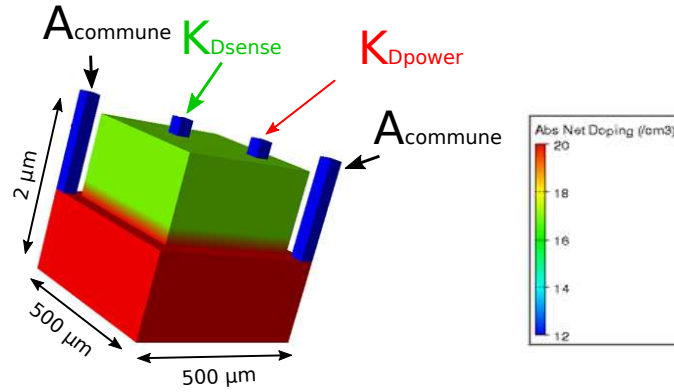 Acommune
KDsense
KDpower
Acommune
2 µm
500 µm
500 µm
Abs Net Doping (/cm3)
20
18
16
14
12